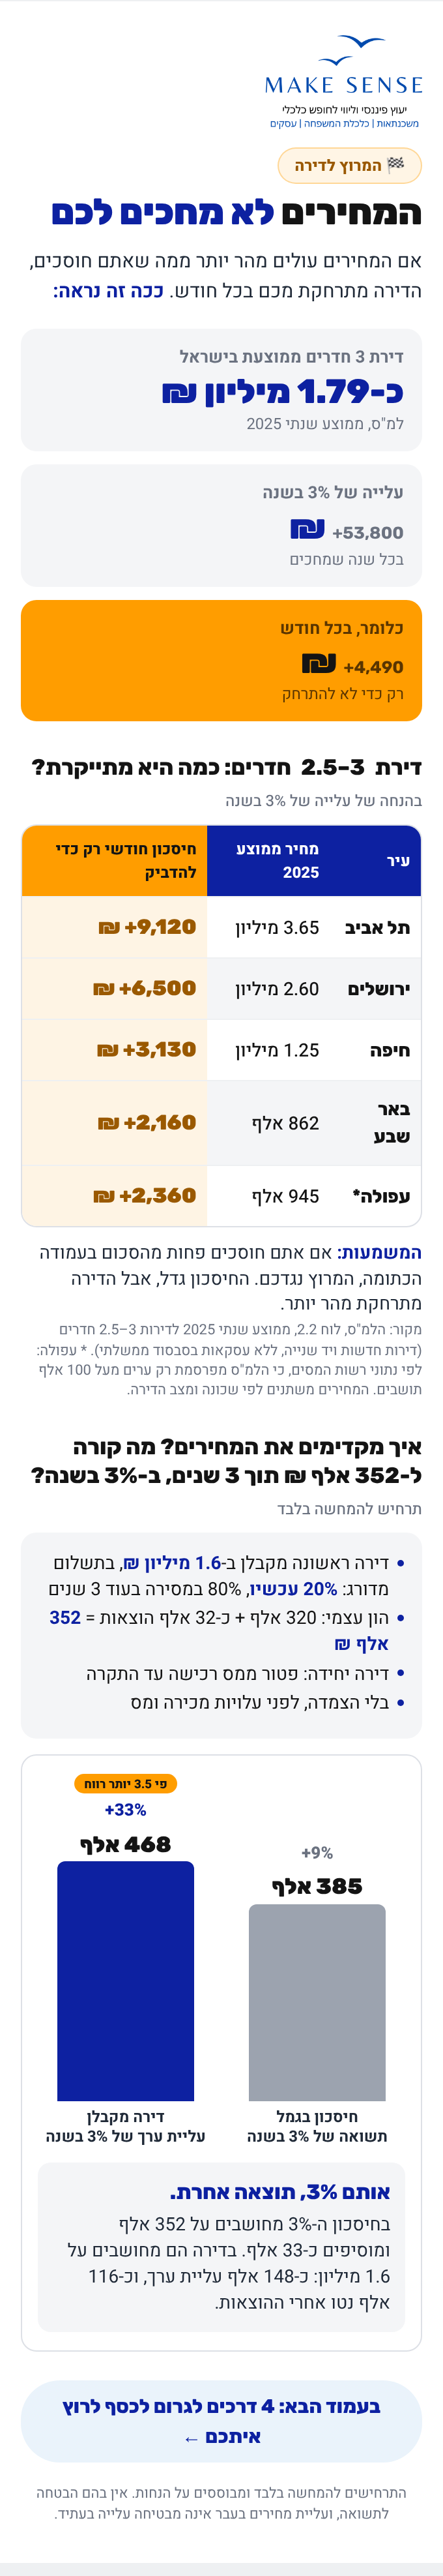 MAKE SENSE
יעוץ פיננסי וליווי לחופש כלכלי
משכנתאות | כלכלת המשפחה | עסקים
🏁 המרוץ לדירה
המחירים לא מחכים לכם
אם המחירים עולים מהר יותר ממה שאתם חוסכים,
הדירה מתרחקת מכם בכל חודש. ככה זה נראה:
דירת 3 חדרים ממוצעת בישראל
כ-1.79 מיליון ₪
למ"ס, ממוצע שנתי 2025
עלייה של 3% בשנה
+53,800 ₪
בכל שנה שמחכים
כלומר, בכל חודש
+4,490 ₪
רק כדי לא להתרחק
דירת 2.5–3 חדרים: כמה היא מתייקרת?
בהנחה של עלייה של 3% בשנה
עיר
מחיר ממוצע
2025
חיסכון חודשי רק כדי
להדביק
תל אביב 3.65 מיליון +9,120 ₪
ירושלים 2.60 מיליון +6,500 ₪
חיפה 1.25 מיליון +3,130 ₪
באר
שבע
862 אלף +2,160 ₪
עפולה* 945 אלף +2,360 ₪
המשמעות: אם אתם חוסכים פחות מהסכום בעמודה
הכתומה, המרוץ נגדכם. החיסכון גדל, אבל הדירה
מתרחקת מהר יותר.
מקור: הלמ"ס, לוח 2.2, ממוצע שנתי 2025 לדירות 2.5–3 חדרים
(דירות חדשות ויד שנייה, ללא עסקאות בסבסוד ממשלתי). * עפולה:
לפי נתוני רשות המסים, כי הלמ"ס מפרסמת רק ערים מעל 100 אלף
תושבים. המחירים משתנים לפי שכונה ומצב הדירה.
איך מקדימים את המחירים? מה קורה
ל-352 אלף ₪ תוך 3 שנים, ב-3% בשנה?
תרחיש להמחשה בלבד
• דירה ראשונה מקבלן ב-1.6 מיליון ₪, בתשלום
מדורג: 20% עכשיו, 80% במסירה בעוד 3 שנים
• הון עצמי: 320 אלף + כ-32 אלף הוצאות = 352
אלף ₪
• דירה יחידה: פטור ממס רכישה עד התקרה
• בלי הצמדה, לפני עלויות מכירה ומס
פי 3.5 יותר רווח
+33%
468 אלף
+9%
385 אלף
חיסכון בגמל
תשואה של 3% בשנה
דירה מקבלן
עליית ערך של 3% בשנה
אותם 3%, תוצאה אחרת.
בחיסכון ה-3% מחושבים על 352 אלף
ומוסיפים כ-33 אלף. בדירה הם מחושבים על
1.6 מיליון: כ-148 אלף עליית ערך, וכ-116
אלף נטו אחרי ההוצאות.
בעמוד הבא: 4 דרכים לגרום לכסף לרוץ
איתכם ←
התרחישים להמחשה בלבד ומבוססים על הנחות. אין בהם הבטחה
לתשואה, ועליית מחירים בעבר אינה מבטיחה עלייה בעתיד.